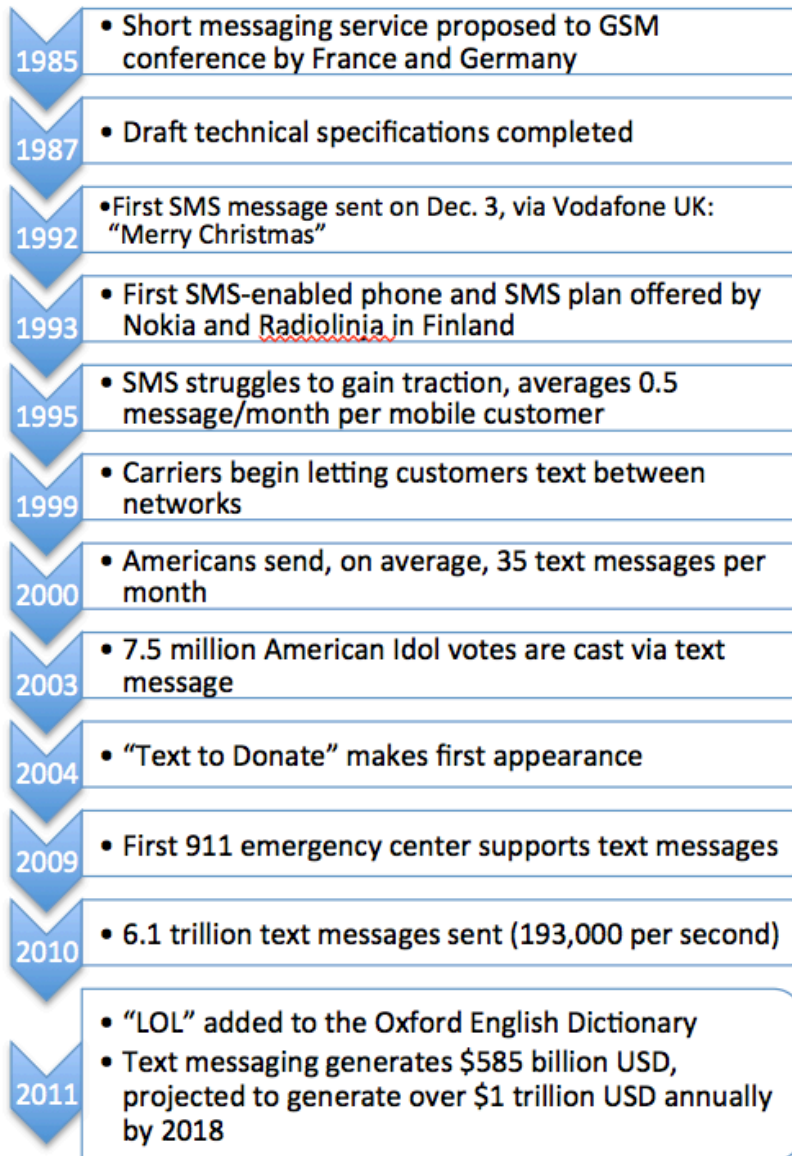 1985
• Short messaging service proposed to GSM
conference by France and Germany
1987
• Draft technical specifications completed
1992
•First SMS message sent on Dec. 3, via Vodafone UK:
“Merry Christmas”
1993
• First SMS-enabled phone and SMS plan offered by
Nokia and Radiolinja in Finland
1995
• SMS struggles to gain traction, averages 0.5
message/month per mobile customer
1999
• Carriers begin letting customers text between
networks
2000
• Americans send, on average, 35 text messages per
month
2003
• 7.5 million American Idol votes are cast via text
message
2004
• “Text to Donate” makes first appearance
2009
• First 911 emergency center supports text messages
2010
• 6.1 trillion text messages sent (193,000 per second)
2011
• “LOL” added to the Oxford English Dictionary
• Text messaging generates $585 billion USD,
projected to generate over $1 trillion USD annually
by 2018